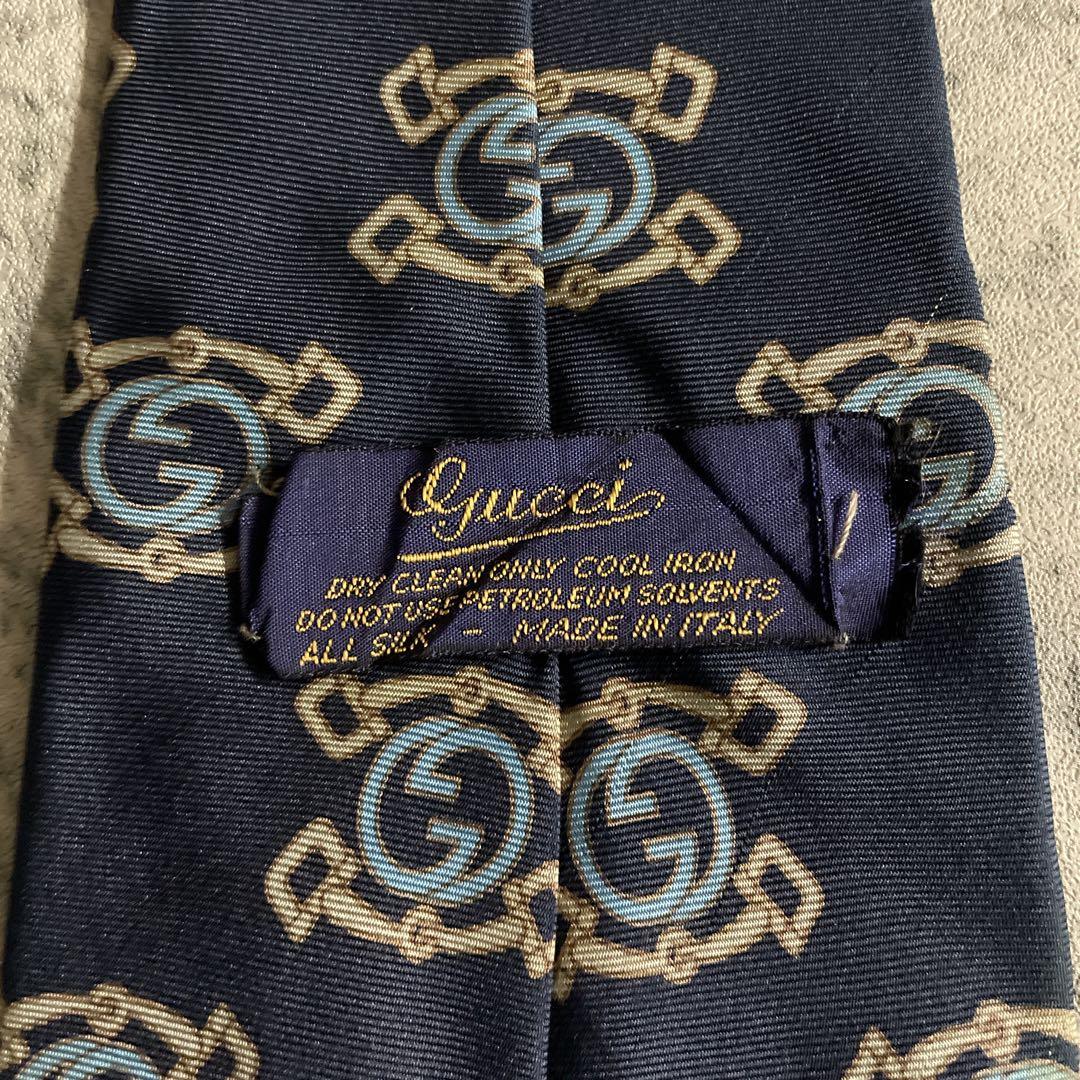 Gucci
DRY CLEAN ONLY COOL IRON
DO NOT USE PETROLEUM SOLVENTS
ALL SILK - MADE IN ITALY